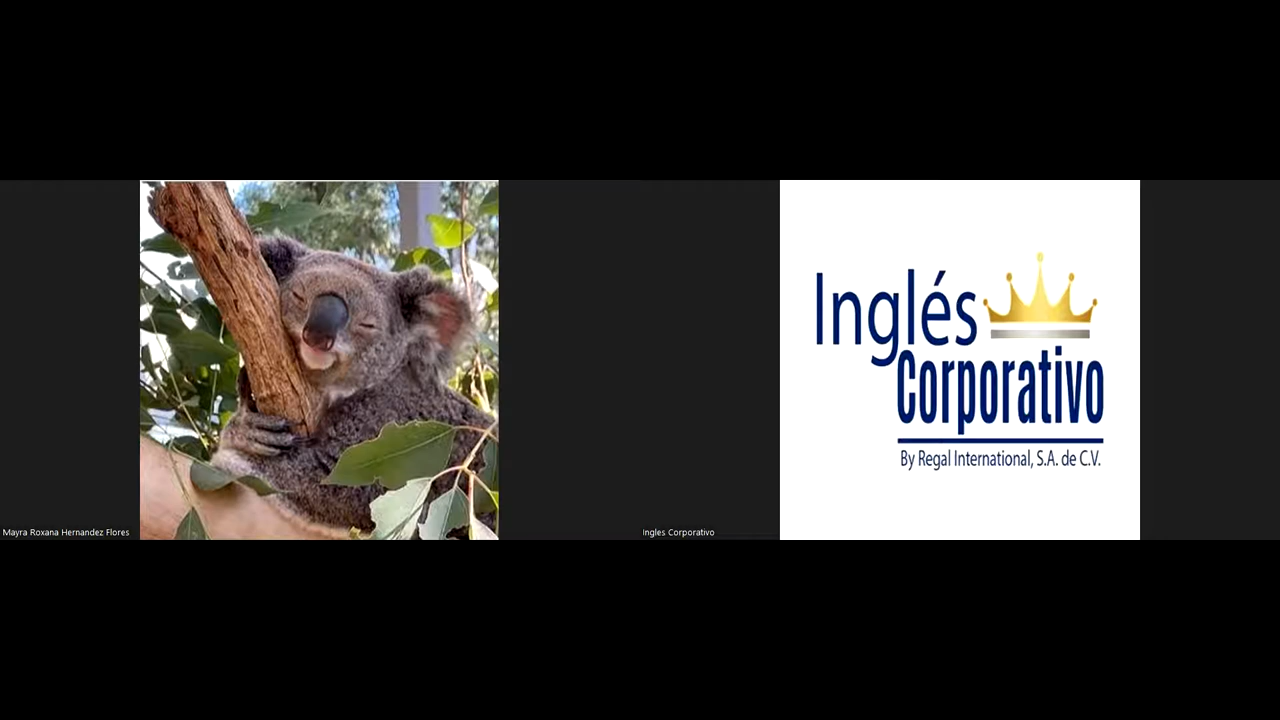 Inglés
Corporativo
By Regal International, S.A. de C.V.
Mayra Roxana Hernandez Flores
Ingles Corporativo